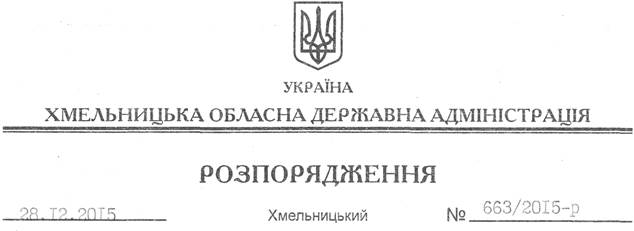 УКРАЇНА
ХМЕЛЬНИЦЬКА ОБЛАСНА ДЕРЖАВНА АДМІНІСТРАЦІЯ
РОЗПОРЯДЖЕННЯ
28.12.2015 Хмельницький № 663/2015-р